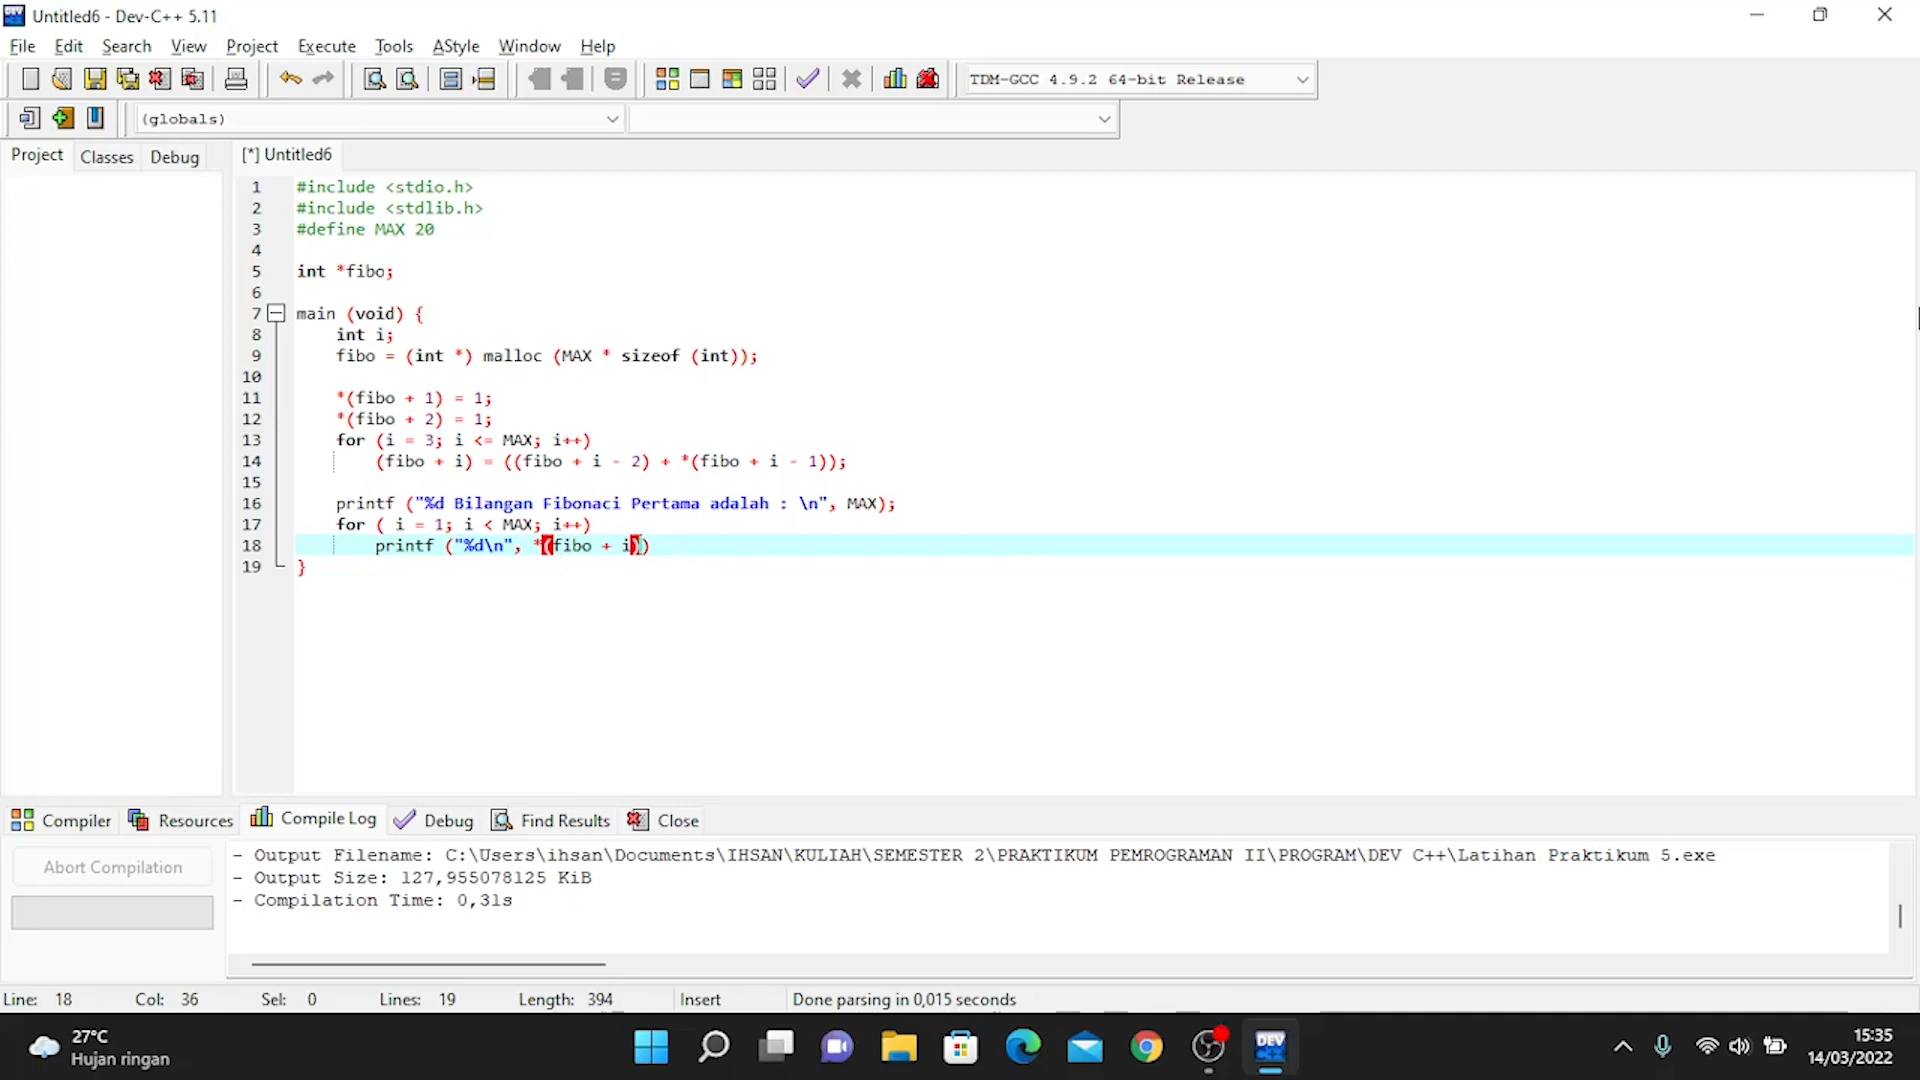 Untitled6 - Dev-C++ 5.11
File Edit Search View Project Execute Tools AStyle Window Help
TDM-GCC 4.9.2 64-bit Release
(globals)
Project Classes Debug [*] Untitled6
1 #include <stdio.h>
2 #include <stdlib.h>
3 #define MAX 20
4
5 int *fibo;
6
7 main (void) {
8 int i;
9 fibo = (int *) malloc (MAX * sizeof (int));
10
11 *(fibo + 1) = 1;
12 *(fibo + 2) = 1;
13 for (i = 3; i <= MAX; i++)
14 (fibo + i) = ((fibo + i - 2) + *(fibo + i - 1));
15
16 printf ("%d Bilangan Fibonaci Pertama adalah : \n", MAX);
17 for ( i = 1; i < MAX; i++)
18 printf ("%d\n", *(fibo + i))
19 }
Compiler Resources Compile Log Debug Find Results Close
Abort Compilation
- Output Filename: C:\Users\ihsan\Documents\IHSAN\KULIAH\SEMESTER 2\PRAKTIKUM PEMROGRAMAN II\PROGRAM\DEV C++\Latihan Praktikum 5.exe
- Output Size: 127,955078125 KiB
- Compilation Time: 0,31s
Line: 18 Col: 36 Sel: 0 Lines: 19 Length: 394 Insert Done parsing in 0,015 seconds
27°C
Hujan ringan
DEV
15:35
14/03/2022